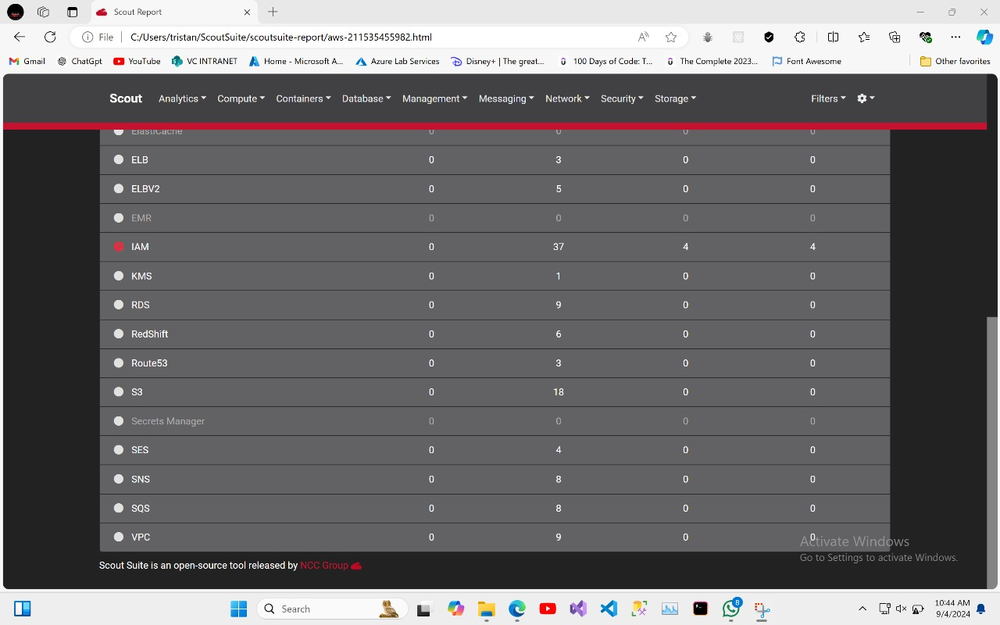 Scout Report
File C:/Users/tristan/ScoutSuite/scoutsuite-report/aws-211535455982.html
Gmail ChatGpt YouTube VC INTRANET Home - Microsoft A... Azure Lab Services Disney+ | The great... 100 Days of Code: T... The Complete 2023... Font Awesome Other favorites
Scout Analytics Compute Containers Database Management Messaging Network Security Storage Filters
ElastiCache 0 0 0 0
ELB 0 3 0 0
ELBV2 0 5 0 0
EMR 0 0 0 0
IAM 0 37 4 4
KMS 0 1 0 0
RDS 0 9 0 0
RedShift 0 6 0 0
Route53 0 3 0 0
S3 0 18 0 0
Secrets Manager 0 0 0 0
SES 0 4 0 0
SNS 0 8 0 0
SQS 0 8 0 0
VPC 0 9 0 0
Activate Windows
Go to Settings to activate Windows.
Scout Suite is an open-source tool released by NCC Group
Search
8
10:44 AM
9/4/2024